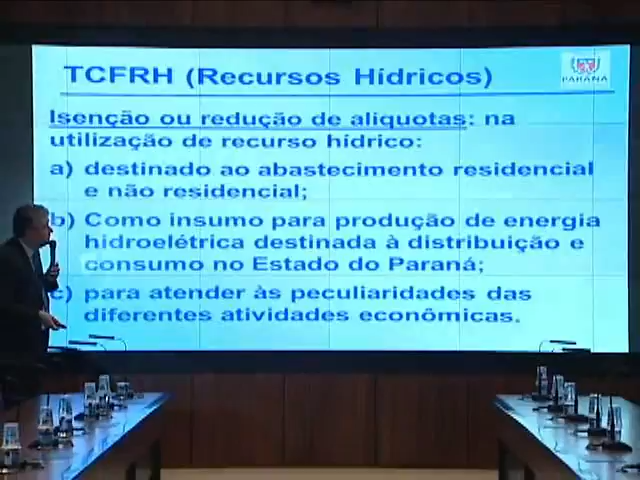 TCFRH (Recursos Hídricos)
PARANÁ
Isenção ou redução de aliquotas: na
utilização de recurso hídrico:
a) destinado ao abastecimento residencial
e não residencial;
b) Como insumo para produção de energia
hidroelétrica destinada à distribuição e
consumo no Estado do Paraná;
c) para atender às peculiaridades das
diferentes atividades econômicas.